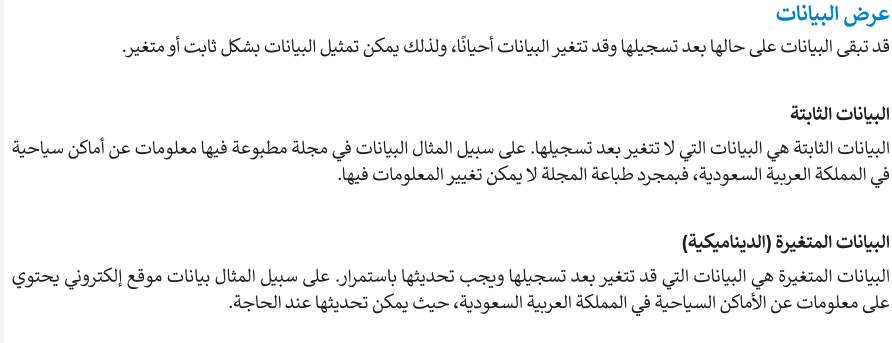 عرض البيانات
قد تبقى البيانات على حالها بعد تسجيلها وقد تتغير البيانات أحيانًا، ولذلك يمكن تمثيل البيانات بشكل ثابت أو متغير.
البيانات الثابتة
البيانات الثابتة هي البيانات التي لا تتغير بعد تسجيلها. على سبيل المثال البيانات في مجلة مطبوعة فيها معلومات عن أماكن سياحية
في المملكة العربية السعودية، فبمجرد طباعة المجلة لا يمكن تغيير المعلومات فيها.
البيانات المتغيرة (الديناميكية)
البيانات المتغيرة هي البيانات التي قد تتغير بعد تسجيلها ويجب تحديثها باستمرار. على سبيل المثال بيانات موقع إلكتروني يحتوي
على معلومات عن الأماكن السياحية في المملكة العربية السعودية، حيث يمكن تحديثها عند الحاجة.